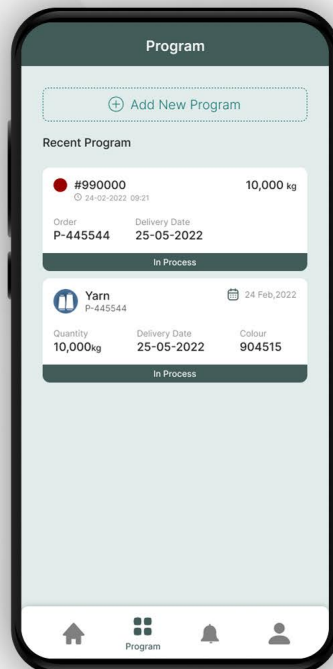 Program
Add New Program
Recent Program
#990000 10,000 kg
24-02-2022 09:21
Order Delivery Date
P-445544 25-05-2022
In Process
Yarn 24 Feb,2022
P-445544
Quantity Delivery Date Colour
10,000kg 25-05-2022 904515
In Process
Program